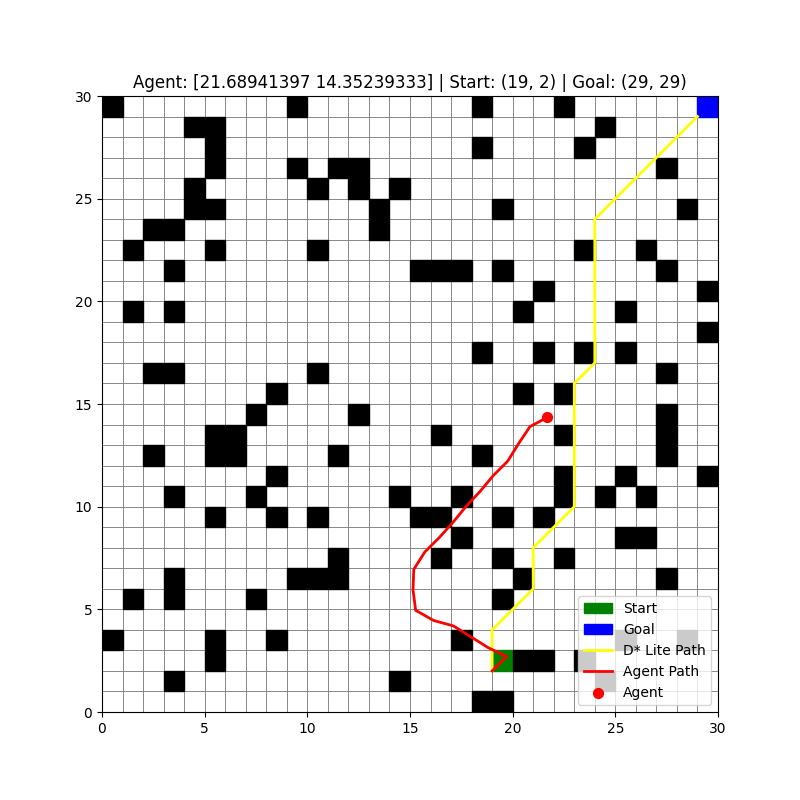 Agent: [21.68941397 14.35239333] | Start: (19, 2) | Goal: (29, 29)
30
25
20
15
10
5
0
Start
Goal
D* Lite Path
Agent Path
Agent
0 5 10 15 20 25 30